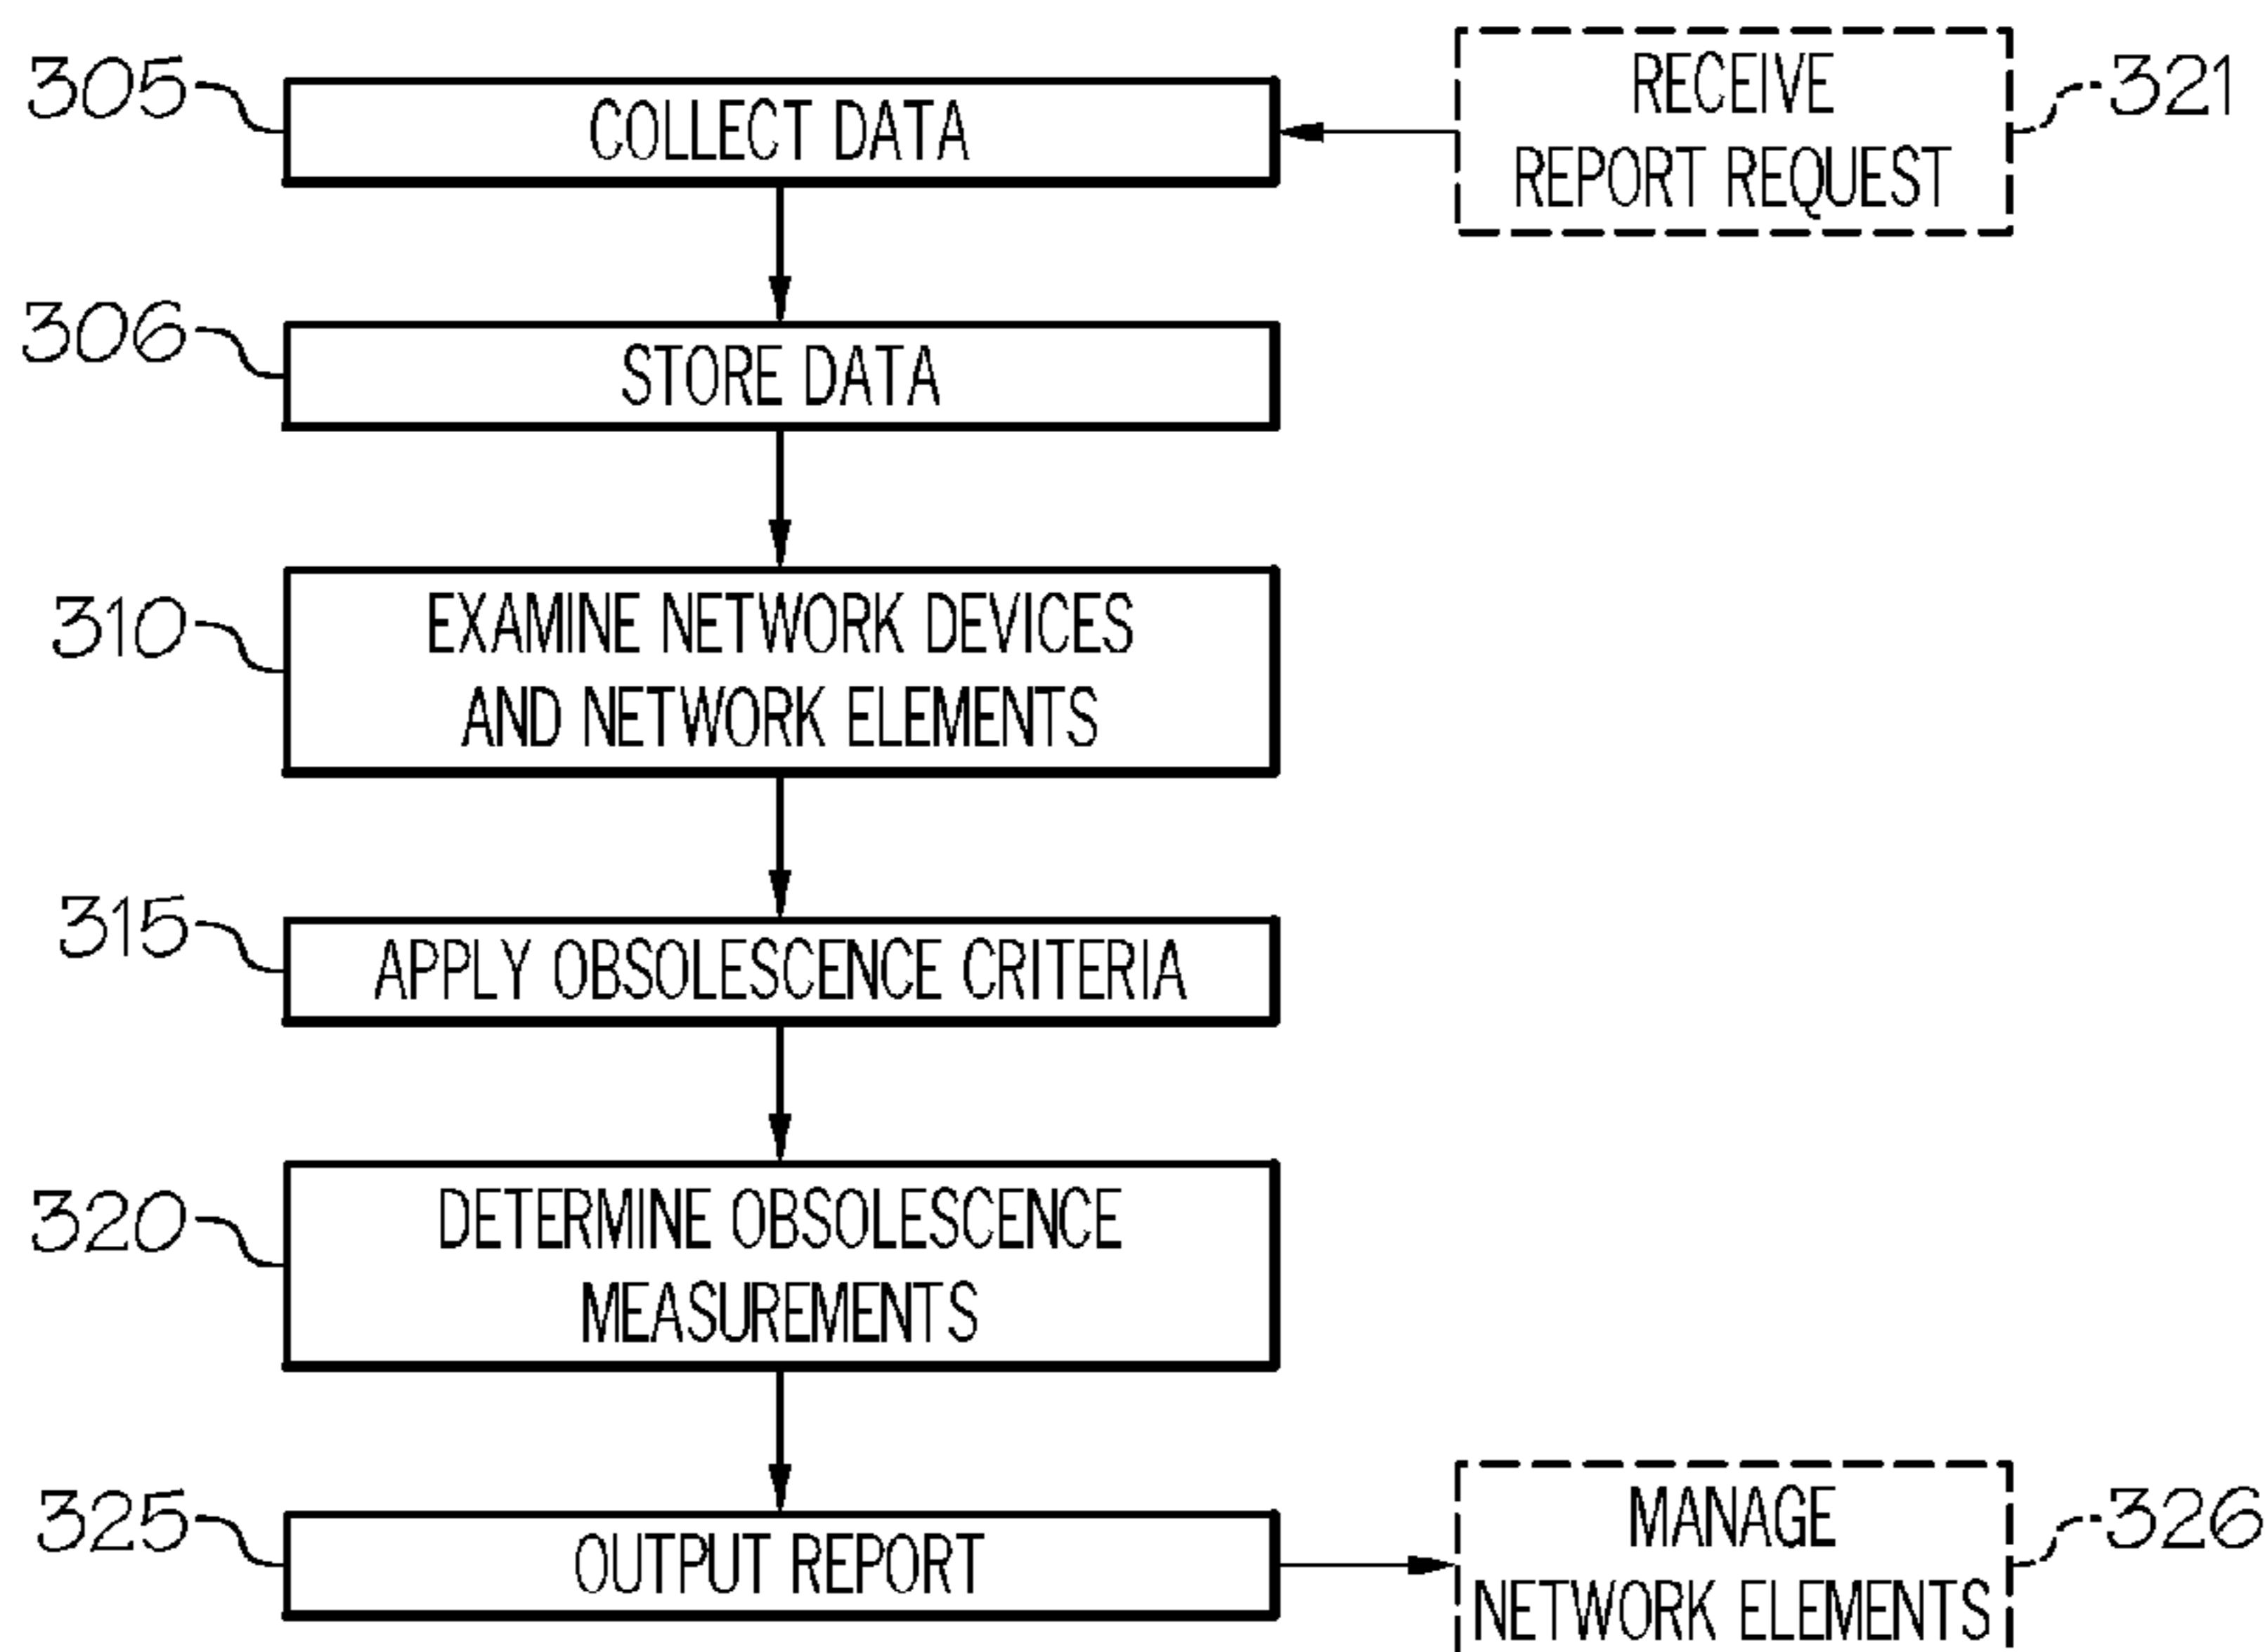 305
COLLECT DATA
RECEIVE
REPORT REQUEST
321
306
STORE DATA
310
EXAMINE NETWORK DEVICES
AND NETWORK ELEMENTS
315
APPLY OBSOLESCENCE CRITERIA
320
DETERMINE OBSOLESCENCE
MEASUREMENTS
325
OUTPUT REPORT
MANAGE
NETWORK ELEMENTS
326